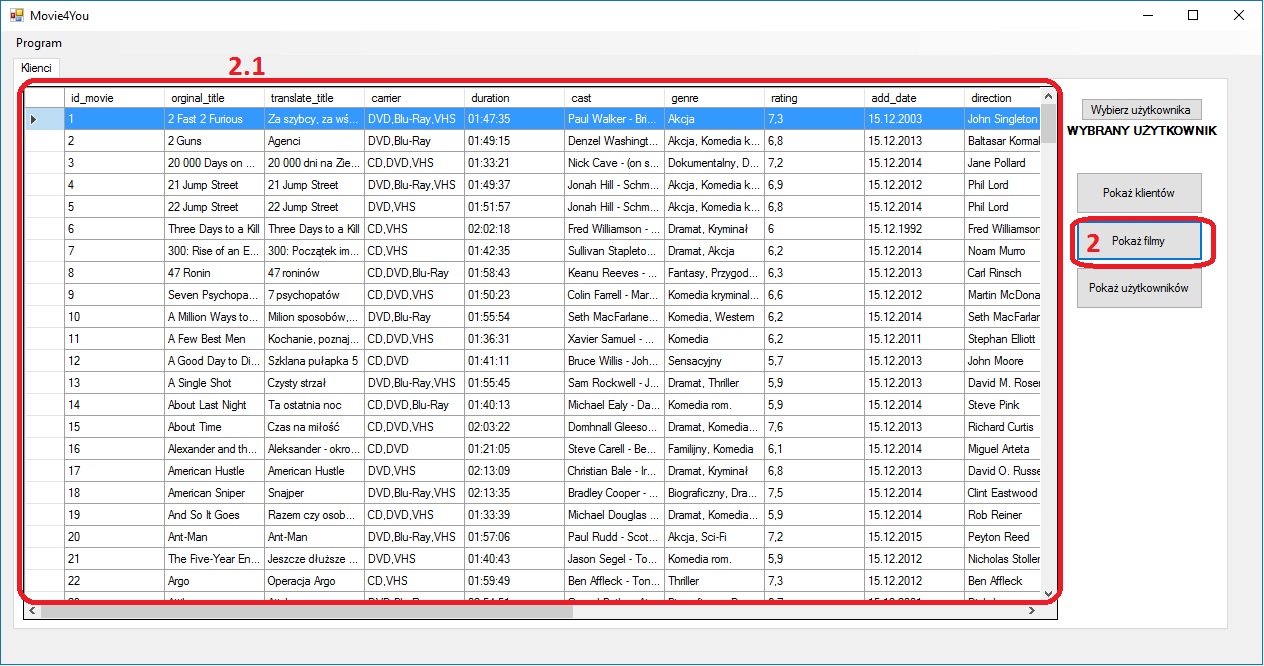 Movie4You
Program
Klienci
2.1
id_movie orginal_title translate_title carrier duration cast genre rating add_date direction
1 2 Fast 2 Furious Za szybcy, za wś... DVD,Blu-Ray,VHS 01:47:35 Paul Walker - Bri... Akcja 7,3 15.12.2003 John Singleton
2 2 Guns Agenci DVD,Blu-Ray 01:49:15 Denzel Washingt... Akcja, Komedia k... 6,8 15.12.2013 Baltasar Kormal
3 20 000 Days on ... 20 000 dni na Zie... CD,DVD,VHS 01:33:21 Nick Cave - (on s... Dokumentalny, D... 7,2 15.12.2014 Jane Pollard
4 21 Jump Street 21 Jump Street DVD,Blu-Ray,VHS 01:49:37 Jonah Hill - Schm... Akcja, Komedia k... 6,9 15.12.2012 Phil Lord
5 22 Jump Street 22 Jump Street DVD,VHS 01:51:57 Jonah Hill - Schm... Akcja, Komedia k... 6,8 15.12.2014 Phil Lord
6 Three Days to a Kill Three Days to a Kill CD,VHS 02:02:18 Fred Williamson - ... Dramat, Kryminał 6 15.12.1992 Fred Williamson
7 300: Rise of an E... 300: Początek im... CD,VHS 01:42:35 Sullivan Stapleto... Dramat, Akcja 6,2 15.12.2014 Noam Murro
8 47 Ronin 47 roninów CD,DVD,Blu-Ray 01:58:43 Keanu Reeves - ... Fantasy, Przygod... 6,3 15.12.2013 Carl Rinsch
9 Seven Psychopa... 7 psychopatów CD,DVD,VHS 01:50:23 Colin Farrell - Mar... Komedia kryminal... 6,6 15.12.2012 Martin McDona
10 A Million Ways to... Milion sposobów,... DVD,Blu-Ray 01:55:54 Seth MacFarlane... Komedia, Western 6,2 15.12.2014 Seth MacFarlar
11 A Few Best Men Kochanie, poznaj... CD,DVD,VHS 01:36:31 Xavier Samuel - ... Komedia 6,2 15.12.2011 Stephan Elliott
12 A Good Day to Di... Szklana pułapka 5 CD,DVD 01:41:11 Bruce Willis - Joh... Sensacyjny 5,7 15.12.2013 John Moore
13 A Single Shot Czysty strzał DVD,Blu-Ray,VHS 01:55:45 Sam Rockwell - J... Dramat, Thriller 5,9 15.12.2013 David M. Roser
14 About Last Night Ta ostatnia noc CD,DVD,Blu-Ray 01:40:13 Michael Ealy - Da... Komedia rom. 5,9 15.12.2014 Steve Pink
15 About Time Czas na miłość CD,DVD,VHS 02:03:22 Domhnall Gleeso... Dramat, Komedia... 7,6 15.12.2013 Richard Curtis
16 Alexander and th... Aleksander - okro... CD,DVD 01:21:05 Steve Carell - Be... Familijny, Komedia 6,1 15.12.2014 Miguel Arteta
17 American Hustle American Hustle DVD,VHS 02:13:09 Christian Bale - Ir... Dramat, Kryminał 6,8 15.12.2013 David O. Russe
18 American Sniper Snajper DVD,Blu-Ray,VHS 02:13:35 Bradley Cooper - ... Biograficzny, Dra... 7,5 15.12.2014 Clint Eastwood
19 And So It Goes Razem czy osob... CD,DVD,VHS 01:33:39 Michael Douglas ... Dramat, Komedia... 5,9 15.12.2014 Rob Reiner
20 Ant-Man Ant-Man DVD,Blu-Ray,VHS 01:57:06 Paul Rudd - Scot... Akcja, Sci-Fi 7,2 15.12.2015 Peyton Reed
21 The Five-Year En... Jeszcze dłuższe ... DVD,VHS 01:40:43 Jason Segel - To... Komedia rom. 5,9 15.12.2012 Nicholas Stoller
22 Argo Operacja Argo CD,VHS 01:59:49 Ben Affleck - Ton... Thriller 7,3 15.12.2012 Ben Affleck
Wybierz użytkownika
WYBRANY UŻYTKOWNIK
Pokaż klientów
2 Pokaż filmy
Pokaż użytkowników